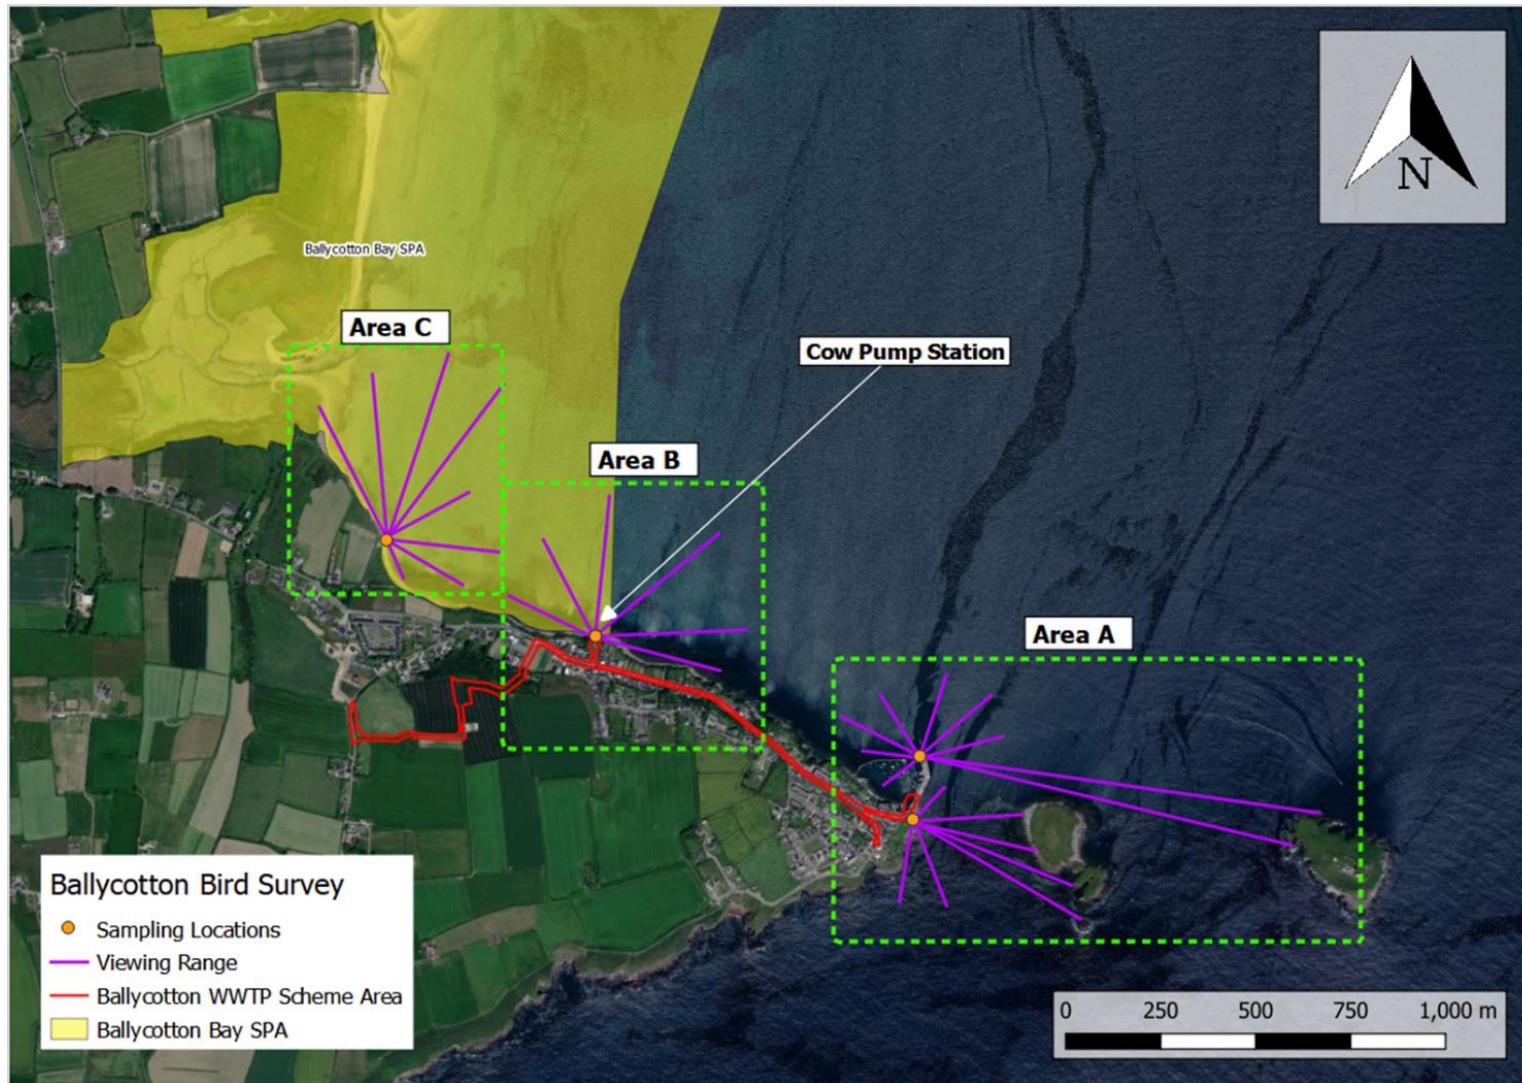 N
Ballycotton Bay SPA
Area C
Cow Pump Station
Area B
Area A
Ballycotton Bird Survey
Sampling Locations
Viewing Range
Ballycotton WWTP Scheme Area
Ballycotton Bay SPA
0 250 500 750 1,000 m